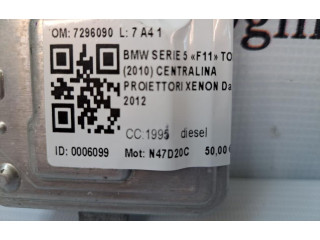 OM: 7296090 L: 7 A4 1
BMW SERIE 5 «F11» TO
(2010) CENTRALINA
PROIETTORI XENON Da
2012
CC:1995 diesel
ID: 0006099 Mot: N47D20C 50,00 €